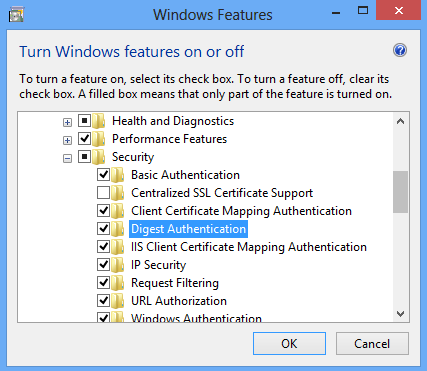 Windows Features
Turn Windows features on or off
To turn a feature on, select its check box. To turn a feature off, clear its
check box. A filled box means that only part of the feature is turned on.
Health and Diagnostics
Performance Features
Security
Basic Authentication
Centralized SSL Certificate Support
Client Certificate Mapping Authentication
Digest Authentication
IIS Client Certificate Mapping Authentication
IP Security
Request Filtering
URL Authorization
Windows Authentication
OK Cancel